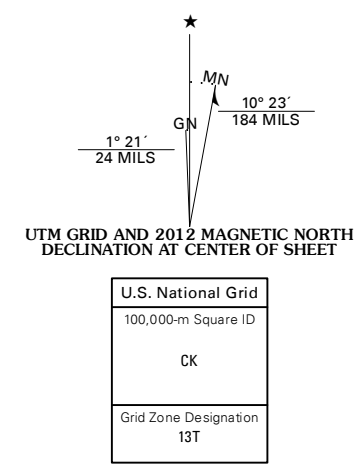 ★
MN
10° 23´
184 MILS
GN
1° 21´
24 MILS
UTM GRID AND 2012 MAGNETIC NORTH
DECLINATION AT CENTER OF SHEET
U.S. National Grid
100,000-m Square ID
CK
Grid Zone Designation
13T